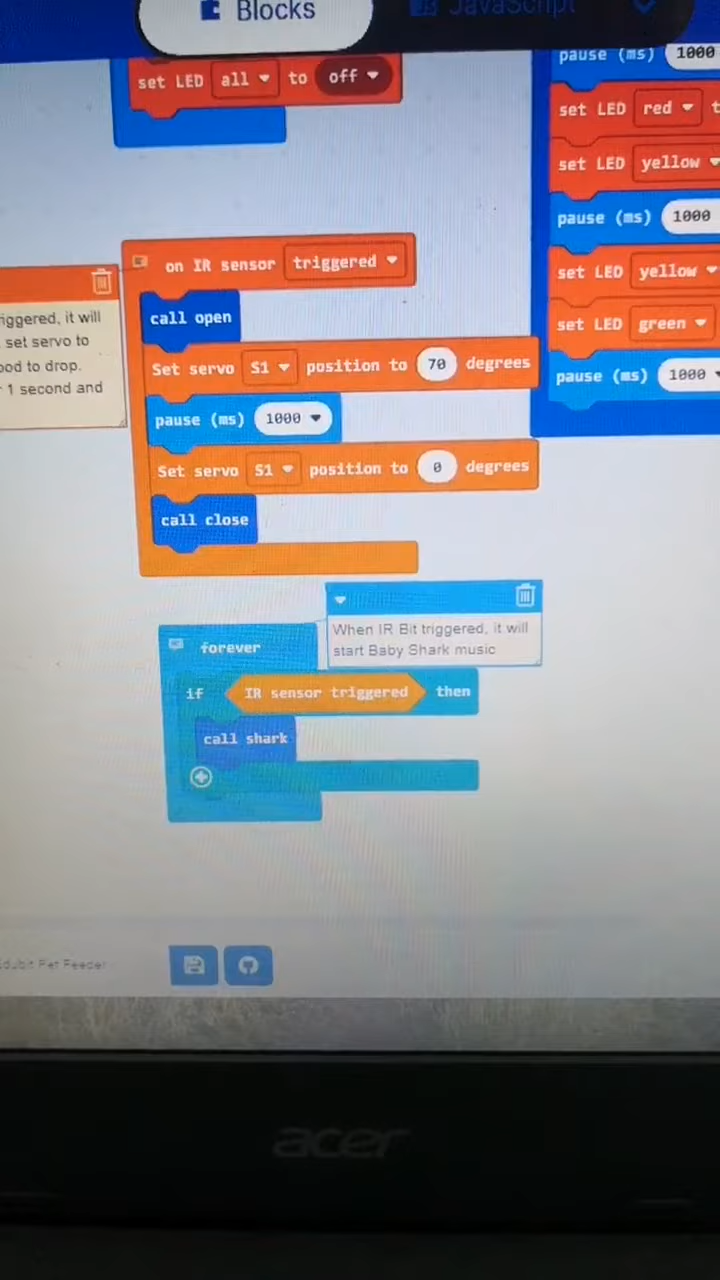 Blocks
JavaScript
set LED all to off
pause (ms) 1000
set LED red
set LED yellow
pause (ms) 1000
set LED yellow
set LED green
pause (ms) 1000
on IR sensor triggered
call open
Set servo S1 position to 70 degrees
pause (ms) 1000
Set servo S1 position to 0 degrees
call close
it will
set servo to
to drop.
1 second and
When IR Bit triggered, it will
start Baby Shark music
forever
if IR sensor triggered then
call shark
Pet Feeder
acer